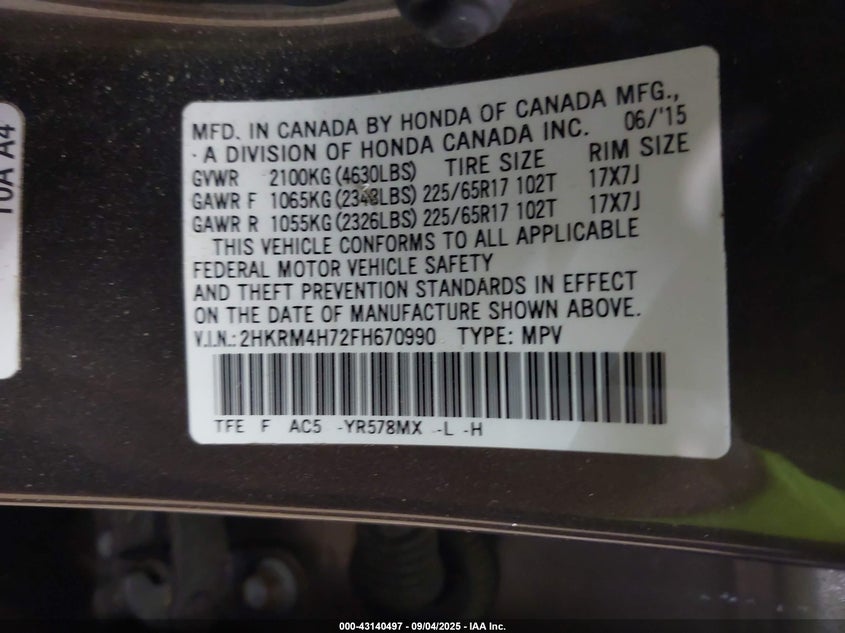 10A A4
MFD. IN CANADA BY HONDA OF CANADA MFG.,
· A DIVISION OF HONDA CANADA INC. 06/'15
GVWR 2100KG (4630LBS) TIRE SIZE RIM SIZE
GAWR F 1065KG (2348LBS) 225/65R17 102T 17X7J
GAWR R 1055KG (2326LBS) 225/65R17 102T 17X7J
THIS VEHICLE CONFORMS TO ALL APPLICABLE
FEDERAL MOTOR VEHICLE SAFETY
AND THEFT PREVENTION STANDARDS IN EFFECT
ON THE DATE OF MANUFACTURE SHOWN ABOVE.
V.I.N.: 2HKRM4H72FH670990 TYPE: MPV
TFE F AC5 -YR578MX -L -H
000-43140497 - 09/04/2025 - IAA Inc.